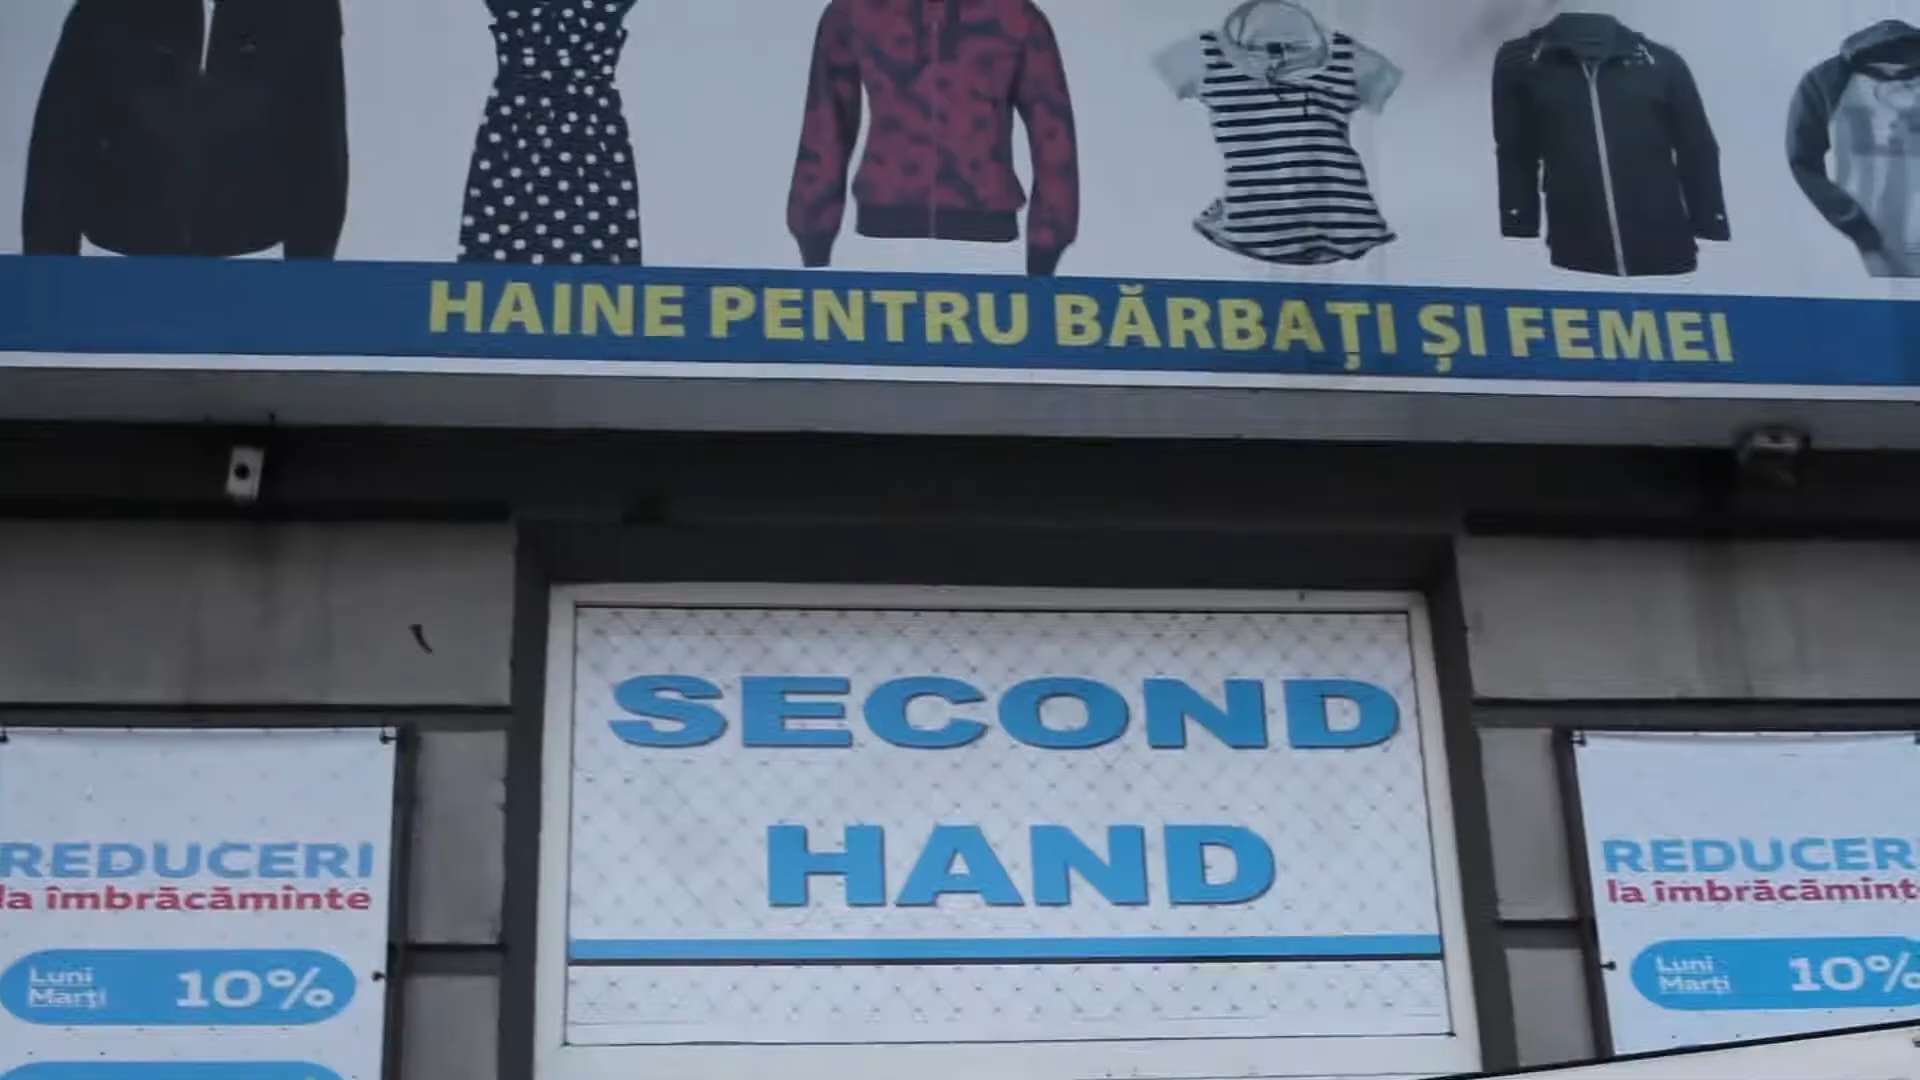 HAINE PENTRU BĂRBAȚI ȘI FEMEI
SECOND
HAND
REDUCERI
la îmbrăcăminte
Luni
Marți
10%
REDUCERI
la îmbrăcăminte
Luni
Marți
10%